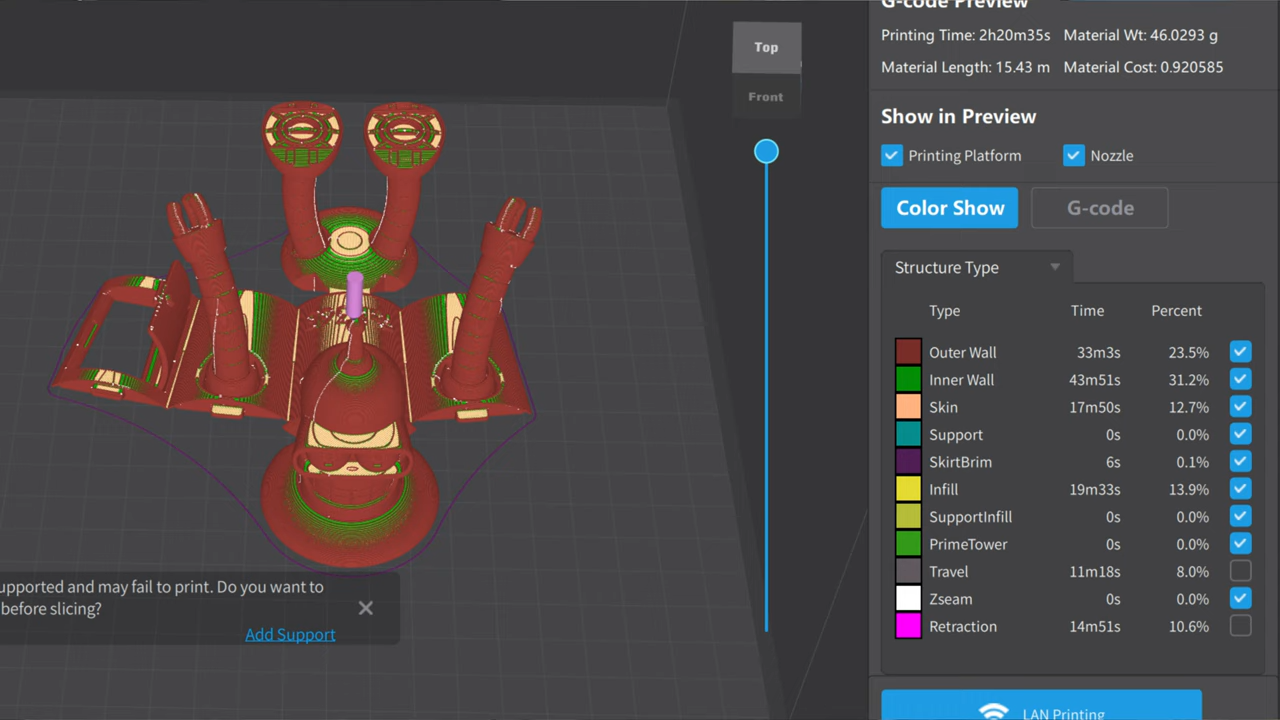 G-code Preview
Printing Time: 2h20m35s Material Wt: 46.0293 g
Material Length: 15.43 m Material Cost: 0.920585
Top
Front
Show in Preview
Printing Platform Nozzle
Color Show G-code
Structure Type
Type Time Percent
Outer Wall 33m3s 23.5%
Inner Wall 43m51s 31.2%
Skin 17m50s 12.7%
Support 0s 0.0%
SkirtBrim 6s 0.1%
Infill 19m33s 13.9%
SupportInfill 0s 0.0%
PrimeTower 0s 0.0%
Travel 11m18s 8.0%
Zseam 0s 0.0%
Retraction 14m51s 10.6%
upported and may fail to print. Do you want to
before slicing?
Add Support
LAN Printing